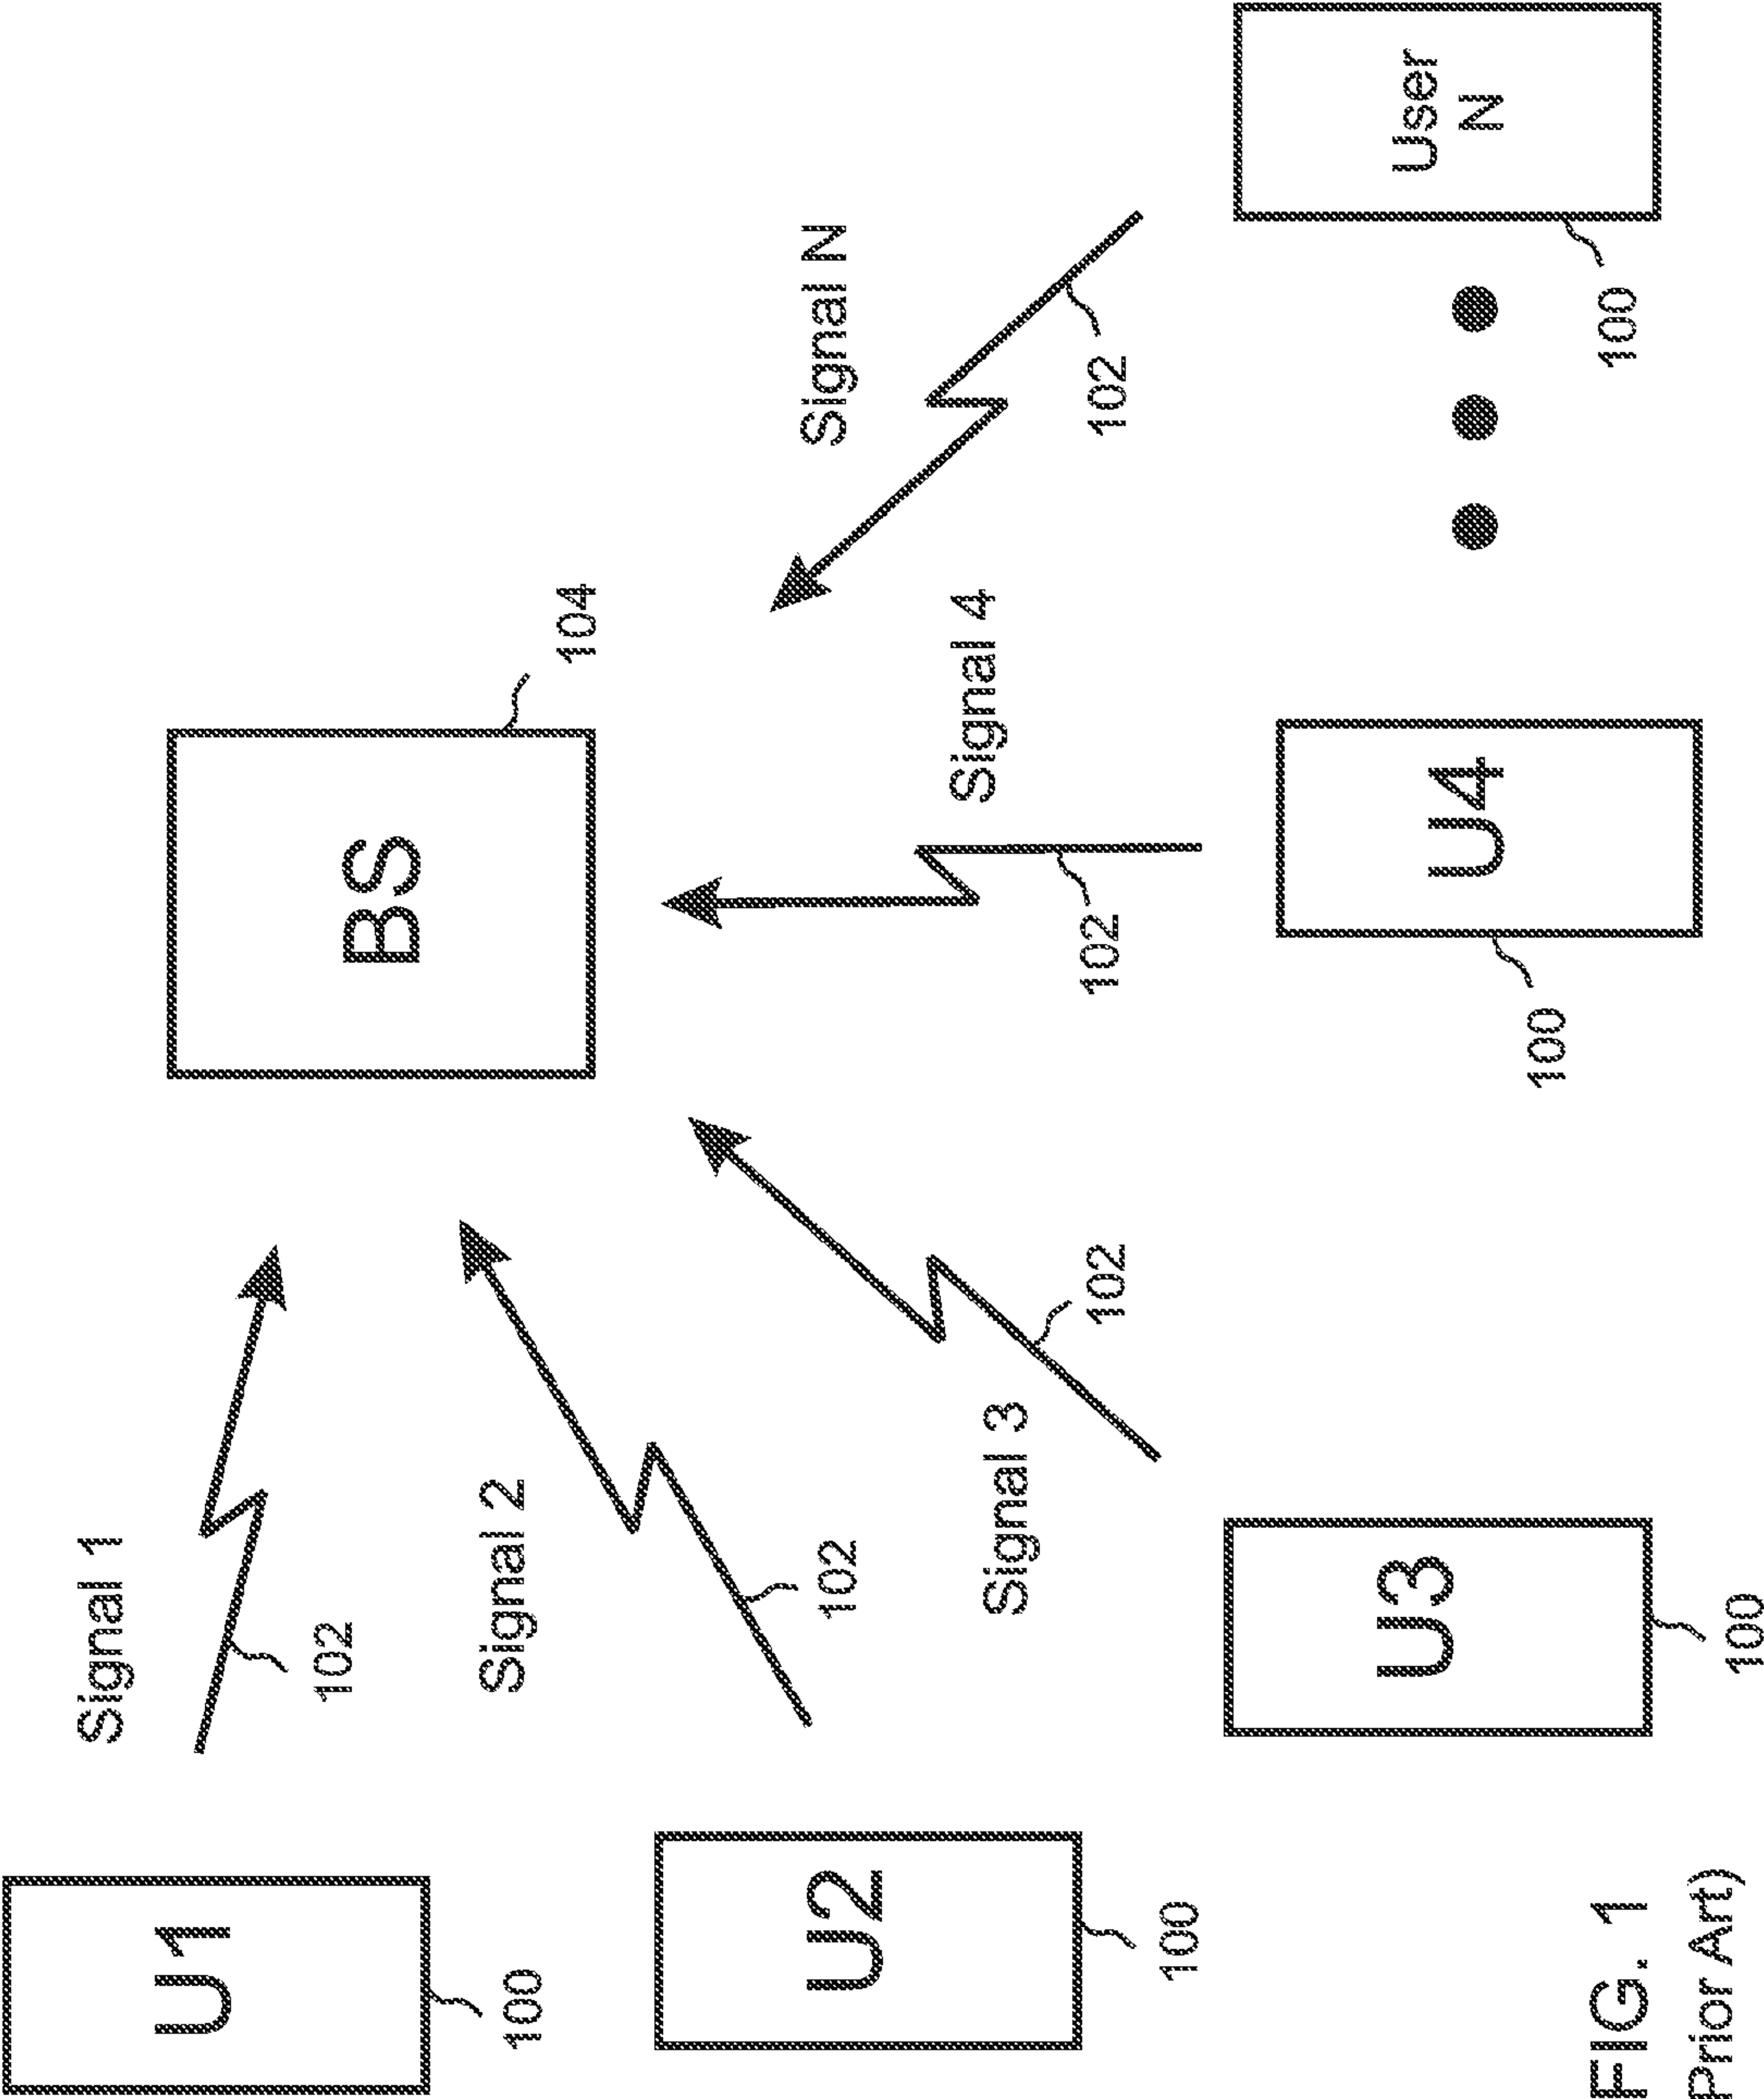 Signal 1
U1
102
BS
100
Signal 2
104
U2
102
Signal N
Signal 3
Signal 4
102
102
102
100
U3
U4
User
N
100
100
100
FIG. 1
Prior Art)